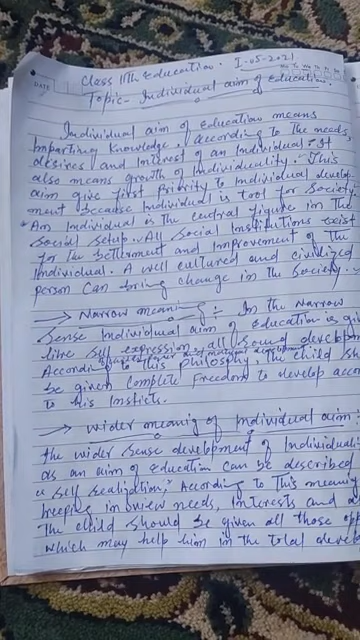 DATE
Class 11th Education. 1-05-2021
Topic- Individual aim of education.
Individual aim of education means
Imparting Knowledge, according to the needs,
desires and Interest of an Individual. It
also means growth of Individuality. This
aim give first Priority to Individual develop-
ment because Individual is tool for Society.
* An Individual is the central figure in the
Social Setup. All Social Institutions exist
for the betterment and Improvement of the
Individual. A well cultured and civilized
person Can bring change in the Society.
→ Narrow meaning :- In the narrow
Sense Individual aim of education is gi
like self expression, all sound developm
According to This philosophy, the child sh
be given Complete freedom to develop acco
to his Insticts.
→ Wider meanig of Individual aim:
the wider sense development of Individuali
as an aim of education can be described
a self Realization," According to This meaning
keeping in view needs, Interests and
The child should be given all those opp
which may help him in the total develop